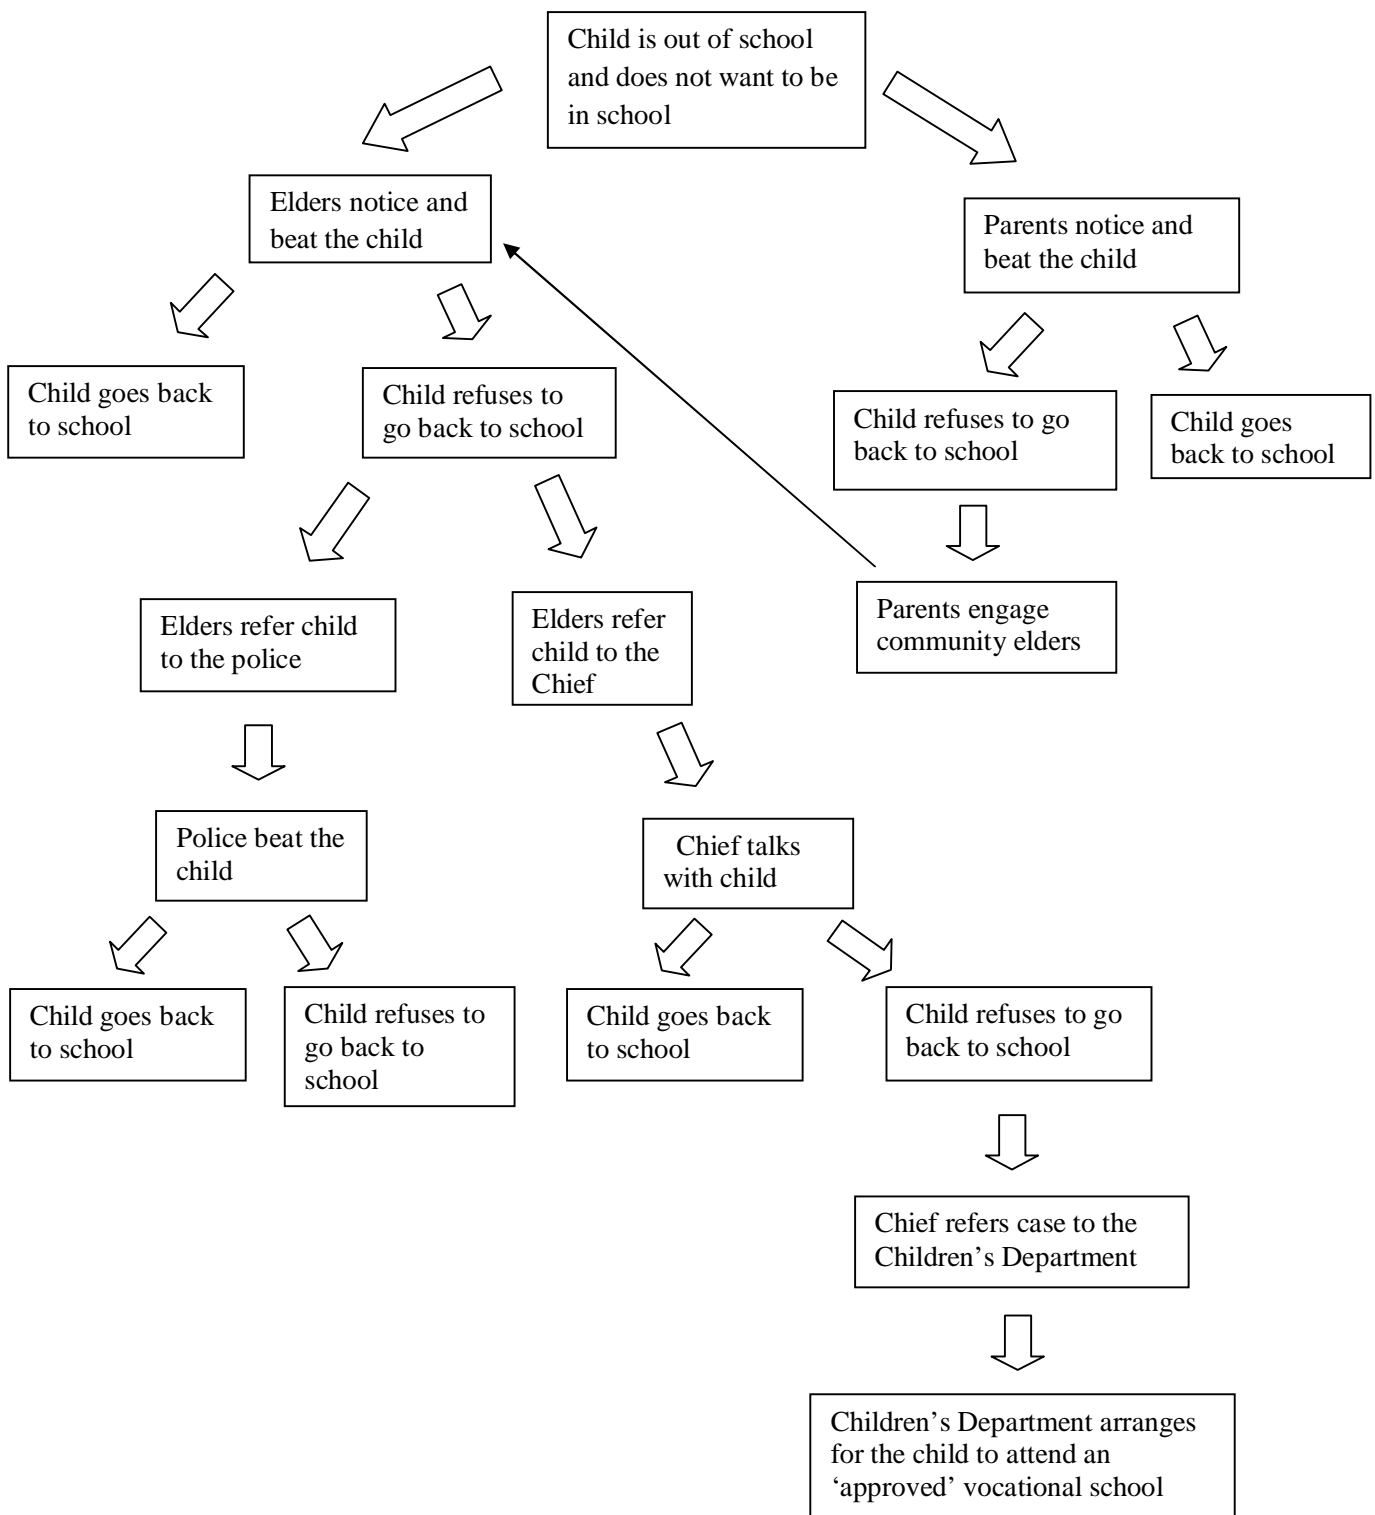 Child is out of school
and does not want to be
in school
Elders notice and
beat the child
Parents notice and
beat the child
Child goes back
to school
Child refuses to
go back to school
Child refuses to go
back to school
Child goes
back to school
Elders refer child
to the police
Elders refer
child to the
Chief
Parents engage
community elders
Police beat the
child
Chief talks
with child
Child goes back
to school
Child refuses to
go back to
school
Child goes back
to school
Child refuses to go
back to school
Chief refers case to the
Children’s Department
Children’s Department arranges
for the child to attend an
‘approved’ vocational school